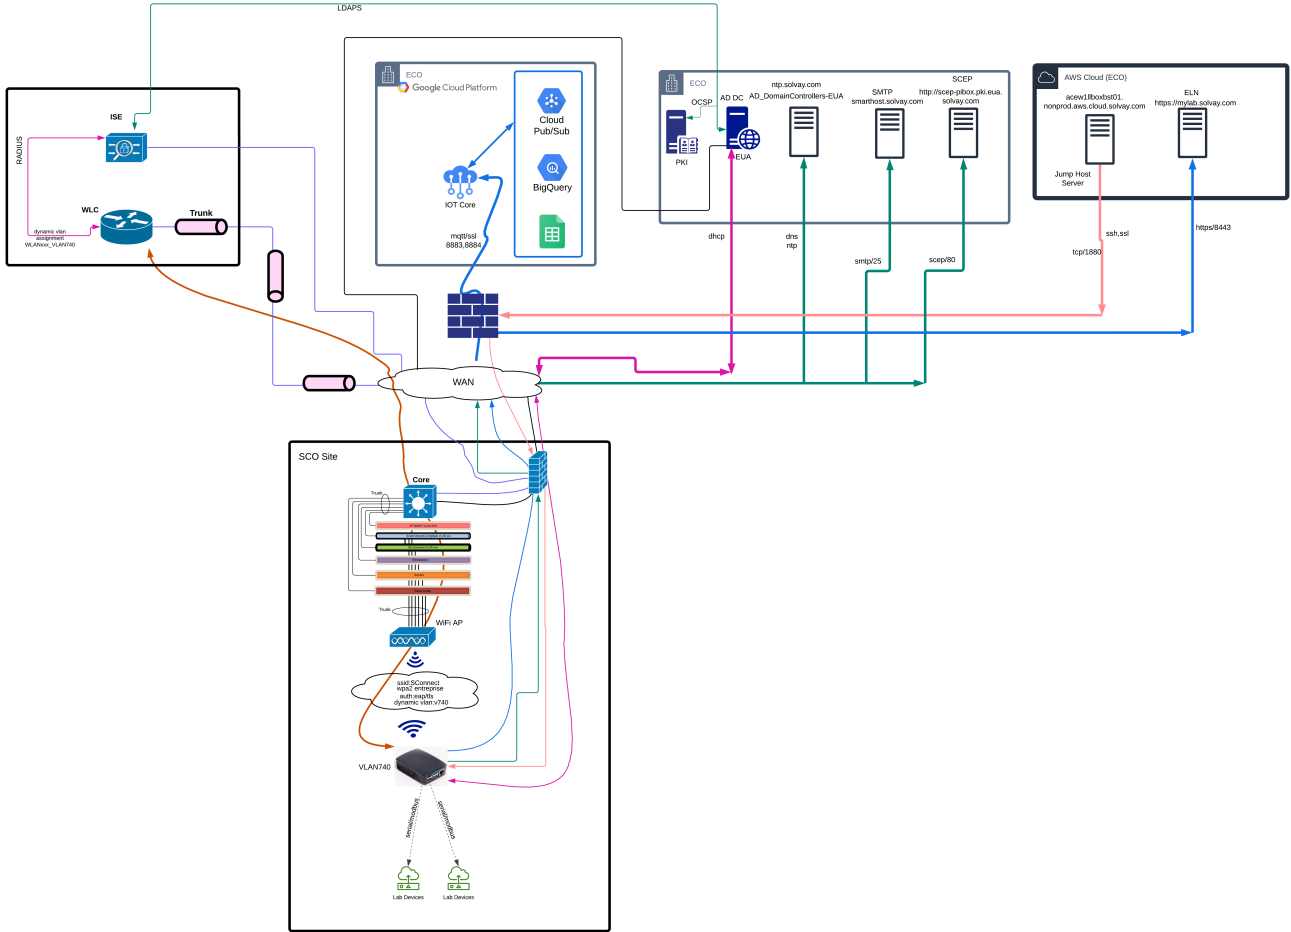 LDAPS
ISE
RADIUS
WLC
dynamic vlan
assignment
WLANxxx_VLAN740
Trunk
ECO
Google Cloud Platform
Cloud
Pub/Sub
BigQuery
IOT Core
mqtt/ssl
8883,8884
ECO
OCSP
AD DC
PKI
EUA
ntp.solvay.com
AD_DomainControllers-EUA
SMTP
smarthost.solvay.com
SCEP
http://scep-pibox.pki.eua.
solvay.com
AWS Cloud (ECO)
acew1llboxbst01.
nonprod.aws.cloud.solvay.com
Jump Host
Server
ELN
https://mylab.solvay.com
dhcp
dns
ntp
smtp/25
scep/80
ssh,ssl
tcp/1880
https/8443
WAN
SCO Site
Core
Trunk
Trunk
WiFi AP
ssid:SConnect
wpa2 entreprise
auth:eap/tls
dynamic vlan:v740
VLAN740
serial/modbus
serial/modbus
Lab Devices
Lab Devices